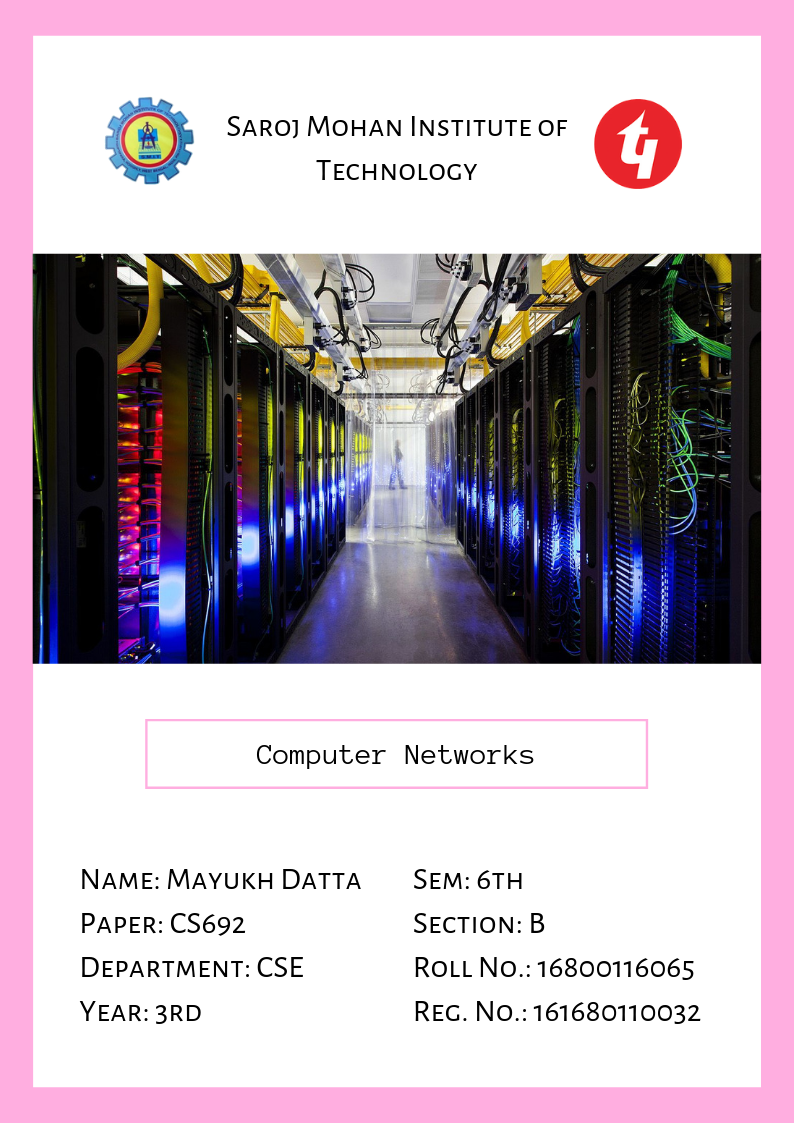 Saroj Mohan Institute of
Technology
Computer Networks
Name: Mayukh Datta
Paper: CS692
Department: CSE
Year: 3rd
Sem: 6th
Section: B
Roll No.: 16800116065
Reg. No.: 161680110032